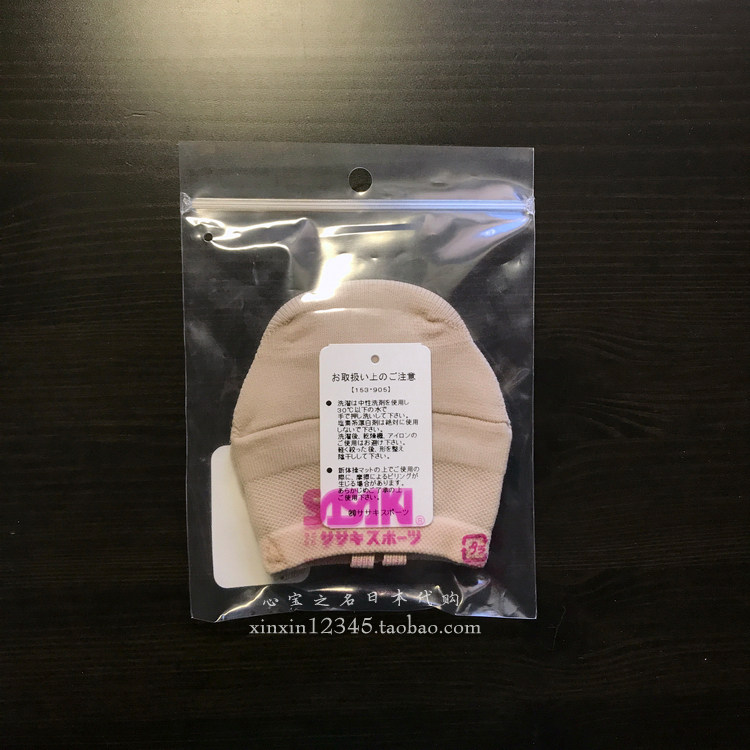 お取扱い上のご注意
【153・905】
● 洗濯は中性洗剤を使用し
30℃以下の水で
手で押し洗いして下さい。
塩素系漂白剤は絶対に使用
しないで下さい。
洗濯後、乾燥機、アイロンの
ご使用はお避け下さい。
軽く絞った後、形を整え
陰干しして下さい。
● 新体操マットの上でご使用の
際に、摩擦によるピリングが
生じる場合があります。
あらかじめご了承の上
ご使用下さい。
㈱ササキスポーツ
SASAKI®
ササキスポーツ
プラ
心宝之名日本代购
xinxin12345.taobao.com